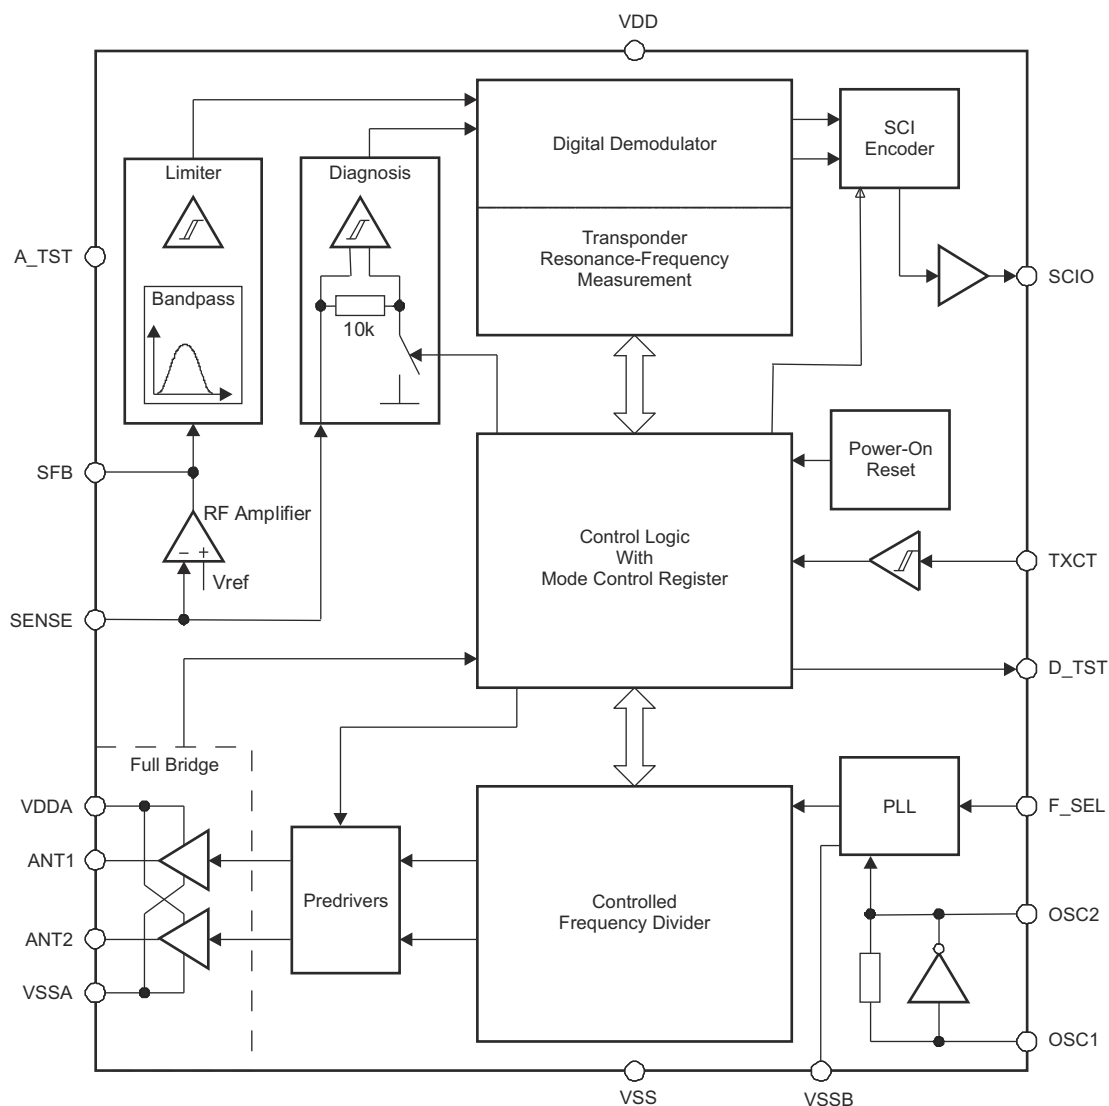 VDD
Digital Demodulator
SCI
Encoder
Limiter
Diagnosis
Transponder
Resonance-Frequency
Measurement
A_TST
SCIO
Bandpass
10k
Power-On
Reset
SFB
RF Amplifier
– +
Vref
Control Logic
With
Mode Control Register
TXCT
SENSE
D_TST
Full Bridge
VDDA
PLL
F_SEL
ANT1
Predrivers
Controlled
Frequency Divider
OSC2
ANT2
VSSA
OSC1
VSS
VSSB